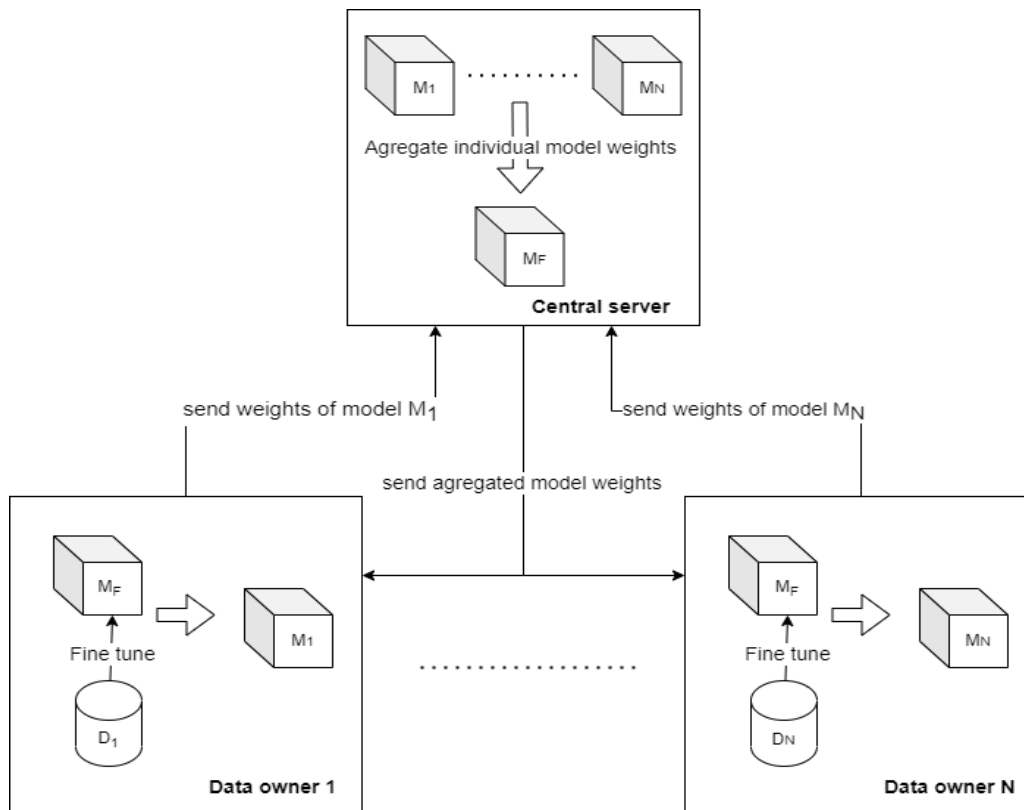 M1
MN
Agregate individual model weights
MF
Central server
send weights of model M1
send weights of model MN
send agregated model weights
MF
M1
Fine tune
D1
Data owner 1
MF
MN
Fine tune
DN
Data owner N